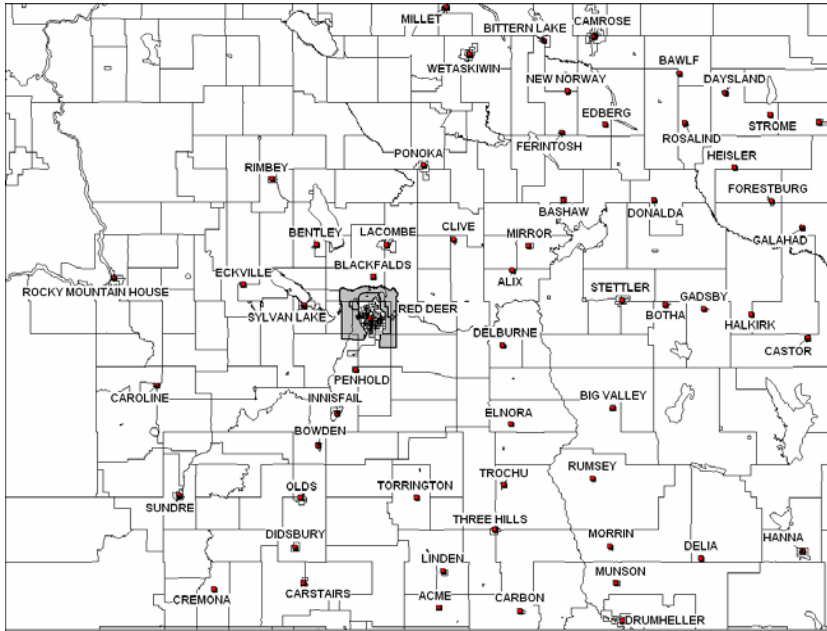 MILLET
BITTERN LAKE
CAMROSE
WETASKIWIN
BAWLF
NEW NORWAY
DAYSLAND
EDBERG
STROME
FERINTOSH
ROSALIND
PONOKA
HEISLER
RIMBEY
FORESTBURG
BASHAW
DONALDA
CLIVE
BENTLEY
LACOMBE
MIRROR
GALAHAD
BLACKFALDS
ECKVILLE
ALIX
ROCKY MOUNTAIN HOUSE
STETTLER
SYLVAN LAKE
RED DEER
BOTHA
GADSBY
HALKIRK
DELBURNE
CASTOR
PENHOLD
CAROLINE
BIG VALLEY
INNISFAIL
ELNORA
BOWDEN
RUMSEY
TROCHU
OLDS
TORRINGTON
SUNDRE
THREE HILLS
DIDSBURY
MORRIN
HANNA
DELIA
LINDEN
MUNSON
CREMONA
CARSTAIRS
ACME
CARBON
DRUMHELLER